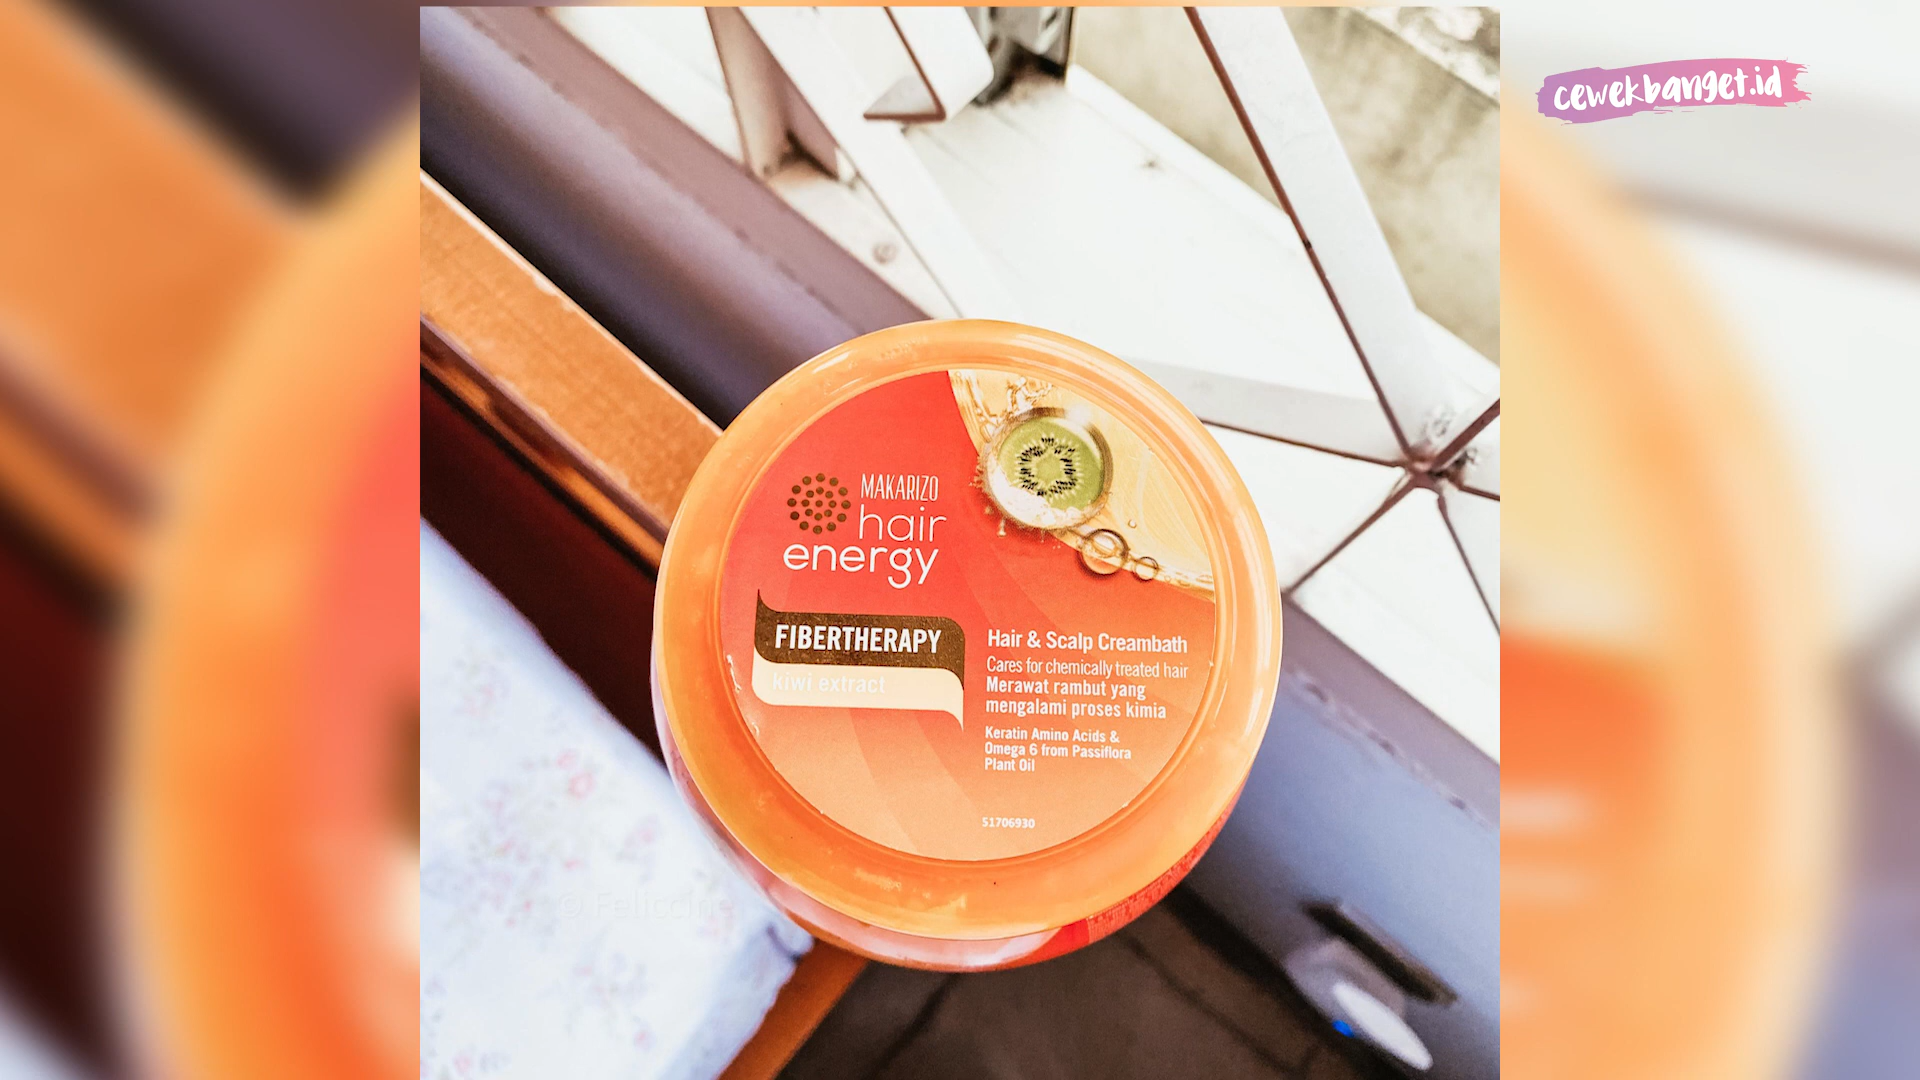 cewekbanget.id
MAKARIZO
hair
energy
FIBERTHERAPY
kiwi extract
Hair & Scalp Creambath
Cares for chemically treated hair
Merawat rambut yang
mengalami proses kimia
Keratin Amino Acids &
Omega 6 from Passiflora
Plant Oil
51706930